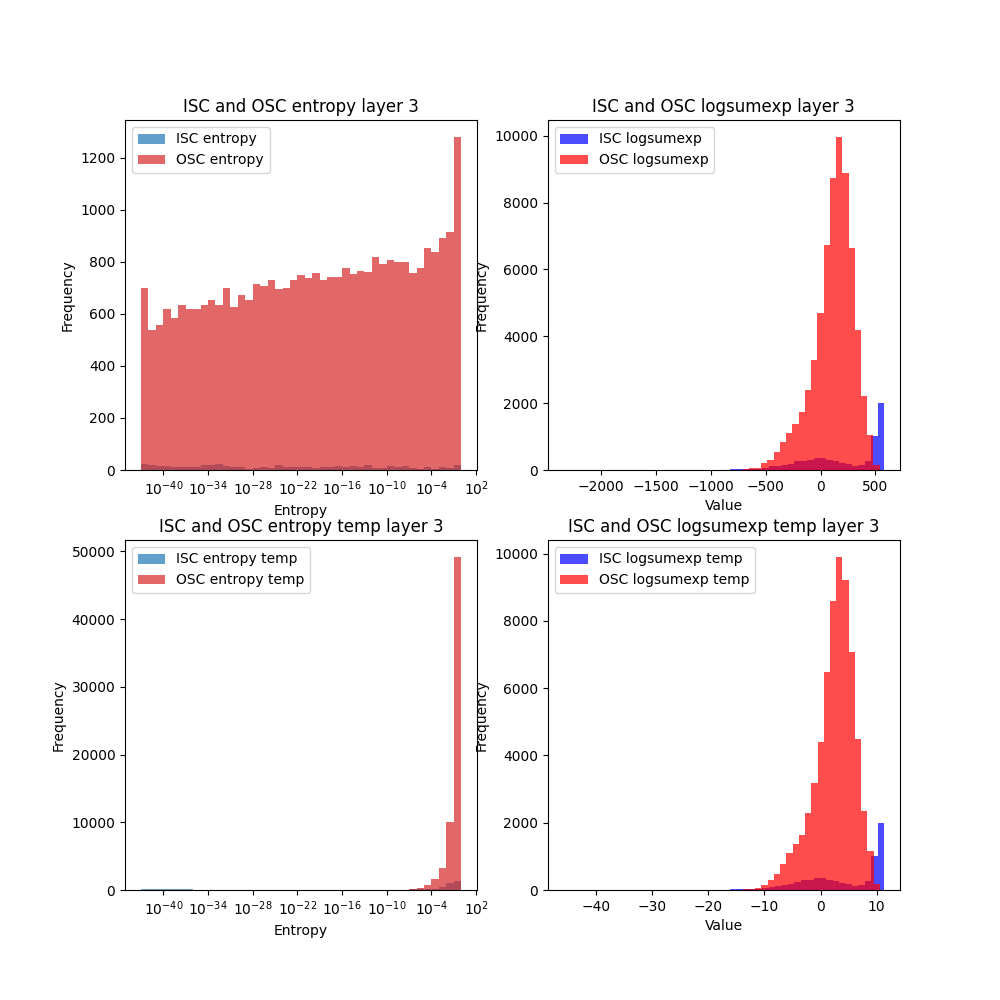 ISC and OSC entropy layer 3
ISC entropy
OSC entropy
1200
1000
800
600
400
200
0
Frequency
10⁻⁴⁰ 10⁻³⁴ 10⁻²⁸ 10⁻²² 10⁻¹⁶ 10⁻¹⁰ 10⁻⁴ 10²
Entropy
ISC and OSC logsumexp layer 3
ISC logsumexp
OSC logsumexp
10000
8000
6000
4000
2000
0
Frequency
−2000 −1500 −1000 −500 0 500
Value
ISC and OSC entropy temp layer 3
ISC entropy temp
OSC entropy temp
50000
40000
30000
20000
10000
0
Frequency
10⁻⁴⁰ 10⁻³⁴ 10⁻²⁸ 10⁻²² 10⁻¹⁶ 10⁻¹⁰ 10⁻⁴ 10²
Entropy
ISC and OSC logsumexp temp layer 3
ISC logsumexp temp
OSC logsumexp temp
10000
8000
6000
4000
2000
0
Frequency
−40 −30 −20 −10 0 10
Value